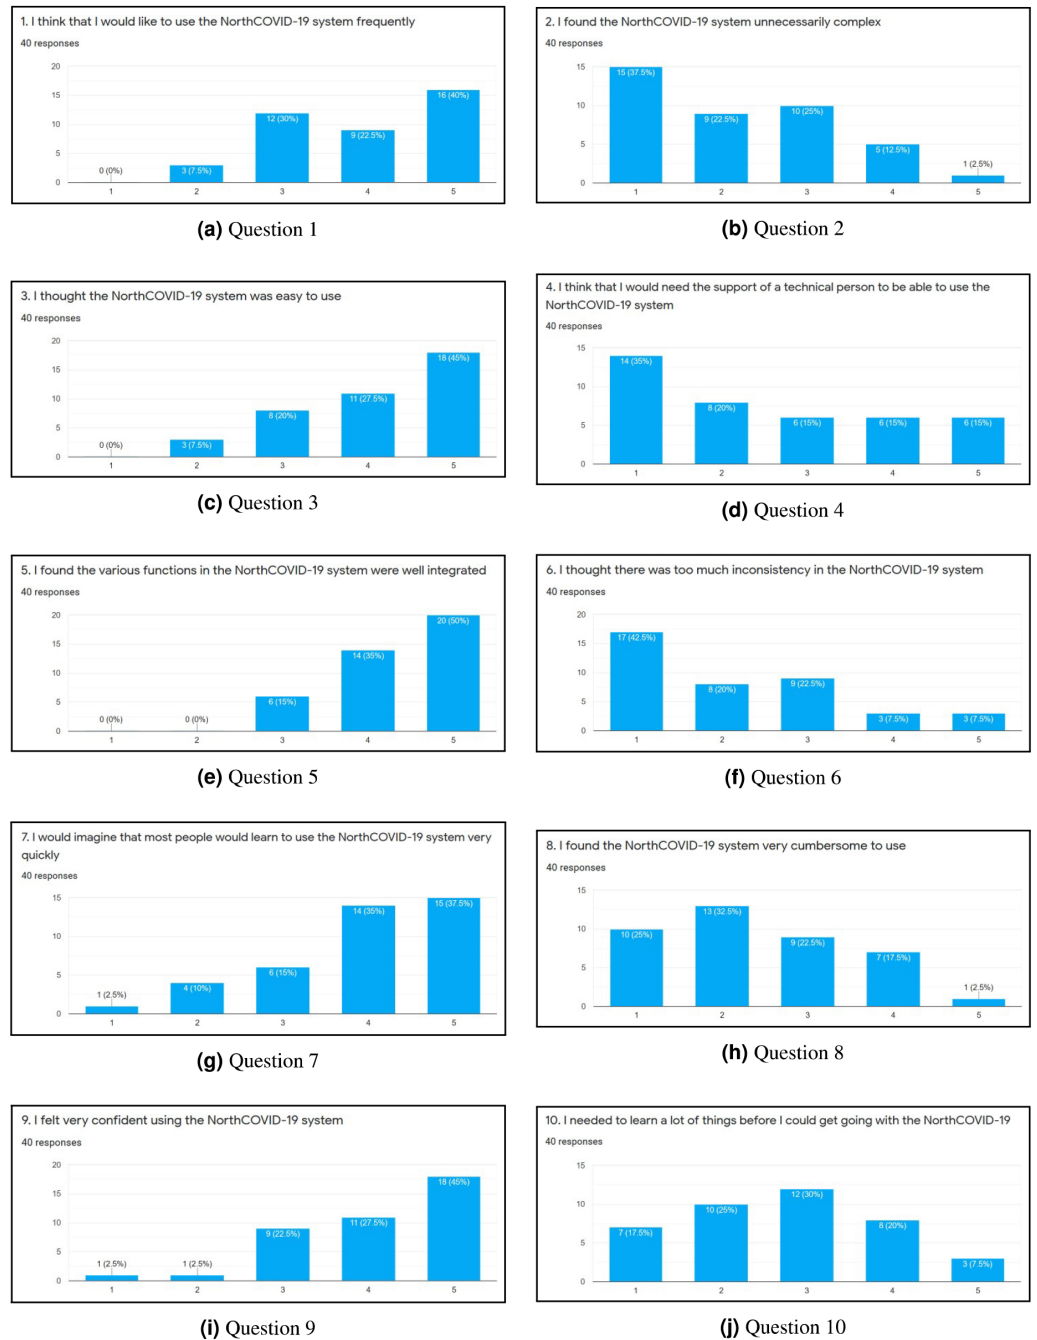 1. I think that I would like to use the NorthCOVID-19 system frequently
40 responses
20
15
10
5
0
0 (0%)
3 (7.5%)
12 (30%)
9 (22.5%)
16 (40%)
1 2 3 4 5
(a) Question 1
2. I found the NorthCOVID-19 system unnecessarily complex
40 responses
15
10
5
0
15 (37.5%)
9 (22.5%)
10 (25%)
5 (12.5%)
1 (2.5%)
1 2 3 4 5
(b) Question 2
3. I thought the NorthCOVID-19 system was easy to use
40 responses
20
15
10
5
0
0 (0%)
3 (7.5%)
8 (20%)
11 (27.5%)
18 (45%)
1 2 3 4 5
(c) Question 3
4. I think that I would need the support of a technical person to be able to use the
NorthCOVID-19 system
40 responses
15
10
5
0
14 (35%)
8 (20%)
6 (15%)
6 (15%)
6 (15%)
1 2 3 4 5
(d) Question 4
5. I found the various functions in the NorthCOVID-19 system were well integrated
40 responses
20
15
10
5
0
0 (0%)
0 (0%)
6 (15%)
14 (35%)
20 (50%)
1 2 3 4 5
(e) Question 5
6. I thought there was too much inconsistency in the NorthCOVID-19 system
40 responses
20
15
10
5
0
17 (42.5%)
8 (20%)
9 (22.5%)
3 (7.5%)
3 (7.5%)
1 2 3 4 5
(f) Question 6
7. I would imagine that most people would learn to use the NorthCOVID-19 system very
quickly
40 responses
15
10
5
0
1 (2.5%)
4 (10%)
6 (15%)
14 (35%)
15 (37.5%)
1 2 3 4 5
(g) Question 7
8. I found the NorthCOVID-19 system very cumbersome to use
40 responses
15
10
5
0
10 (25%)
13 (32.5%)
9 (22.5%)
7 (17.5%)
1 (2.5%)
1 2 3 4 5
(h) Question 8
9. I felt very confident using the NorthCOVID-19 system
40 responses
20
15
10
5
0
1 (2.5%)
1 (2.5%)
9 (22.5%)
11 (27.5%)
18 (45%)
1 2 3 4 5
(i) Question 9
10. I needed to learn a lot of things before I could get going with the NorthCOVID-19
40 responses
15
10
5
0
7 (17.5%)
10 (25%)
12 (30%)
8 (20%)
3 (7.5%)
1 2 3 4 5
(j) Question 10